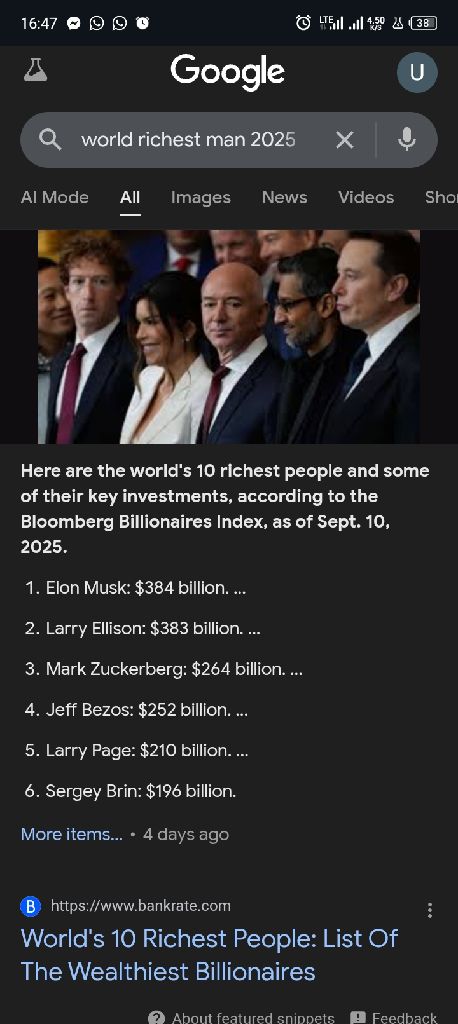 16:47
LTE 4.50 K/S 38
Google
U
world richest man 2025
AI Mode All Images News Videos Shor
Here are the world's 10 richest people and some
of their key investments, according to the
Bloomberg Billionaires Index, as of Sept. 10,
2025.
1. Elon Musk: $384 billion. ...
2. Larry Ellison: $383 billion. ...
3. Mark Zuckerberg: $264 billion. ...
4. Jeff Bezos: $252 billion. ...
5. Larry Page: $210 billion. ...
6. Sergey Brin: $196 billion.
More items... • 4 days ago
B https://www.bankrate.com
World's 10 Richest People: List Of
The Wealthiest Billionaires
About featured snippets Feedback